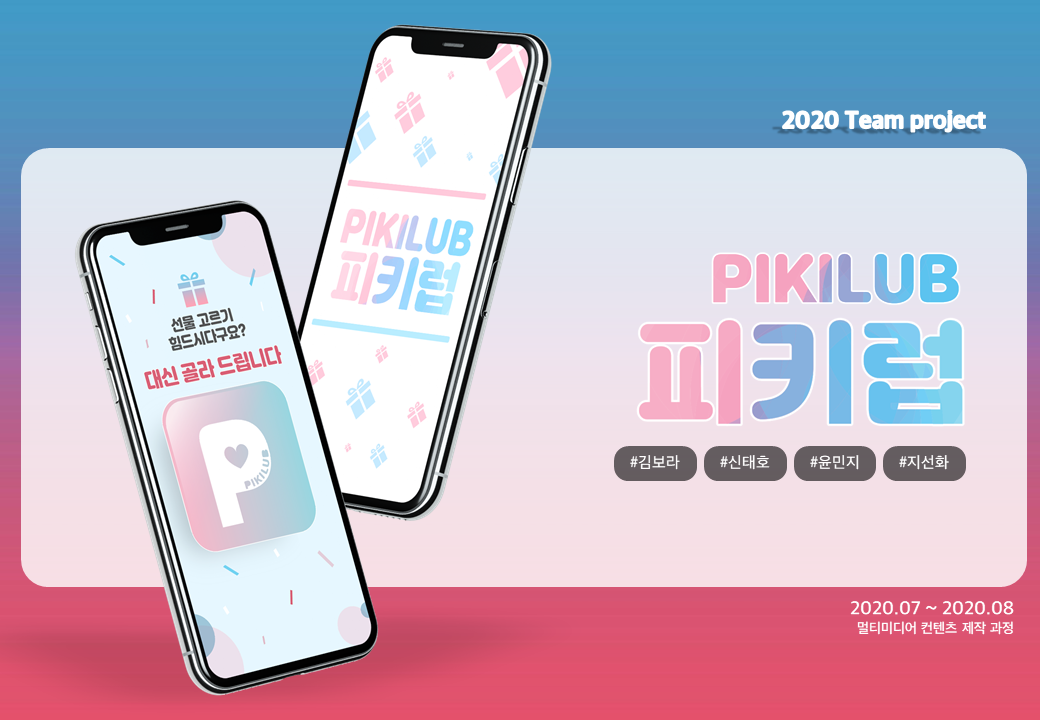 2020 Team project
PIKILUB
피키럽
선물 고르기
힘드시다구요?
대신 골라 드립니다
P
PIKILUB
PIKILUB
피키럽
#김보라 #신태호 #윤민지 #지선화
2020.07 ~ 2020.08
멀티미디어 컨텐츠 제작 과정